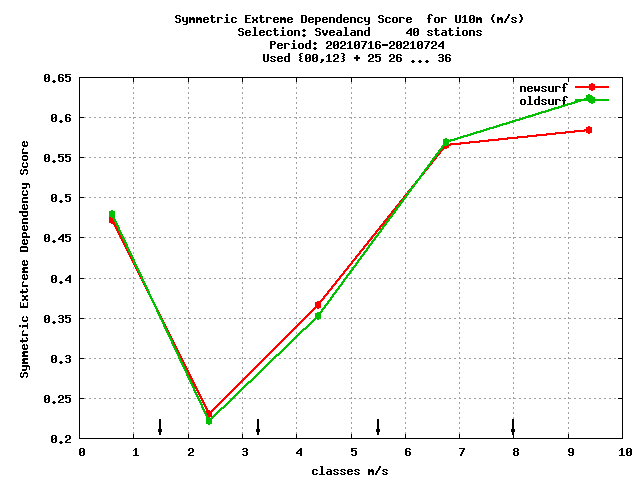 Symmetric Extreme Dependency Score  for U10m (m/s)
Selection: Svealand     40 stations
Period: 20210716-20210724
Used {00,12} + 25 26 ... 36
Symmetric Extreme Dependency Score
0.65
0.6
0.55
0.5
0.45
0.4
0.35
0.3
0.25
0.2
newsurf
oldsurf
0 1 2 3 4 5 6 7 8 9 10
classes m/s